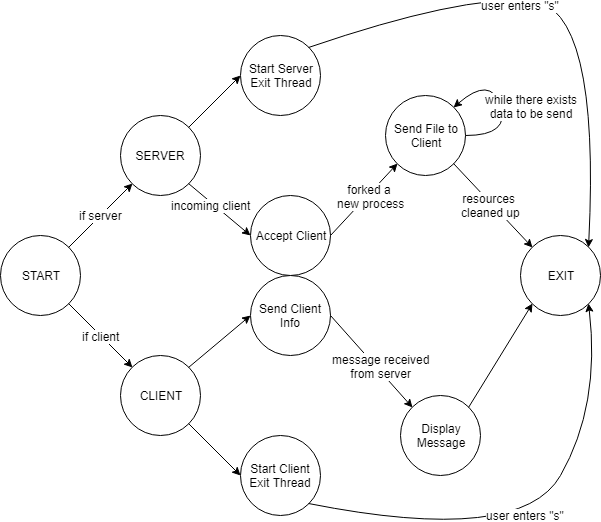 user enters "s"
Start Server
Exit Thread
while there exists
data to be send
Send File to
Client
SERVER
forked a
new process
resources
cleaned up
if server
incoming client
Accept Client
START
EXIT
Send Client
Info
if client
message received
from server
CLIENT
Display
Message
Start Client
Exit Thread
user enters "s"